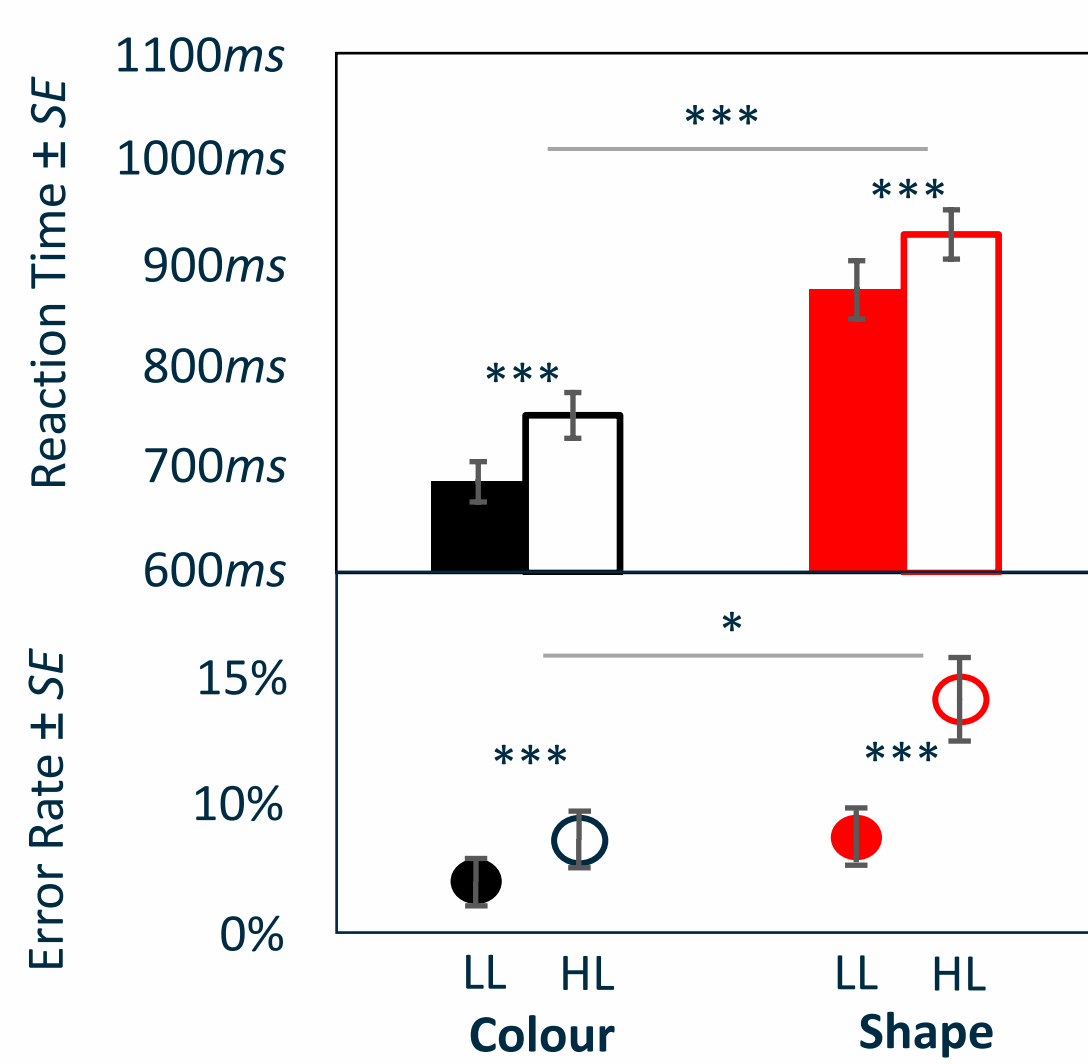 Reaction Time ± SE
1100ms
1000ms
900ms
800ms
700ms
600ms
***
***
***
Error Rate ± SE
15%
10%
0%
*
***
***
LL HL LL HL
Colour Shape